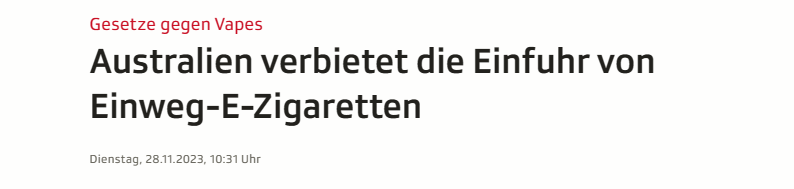 Gesetze gegen Vapes
Australien verbietet die Einfuhr von
Einweg-E-Zigaretten
Dienstag, 28.11.2023, 10:31 Uhr